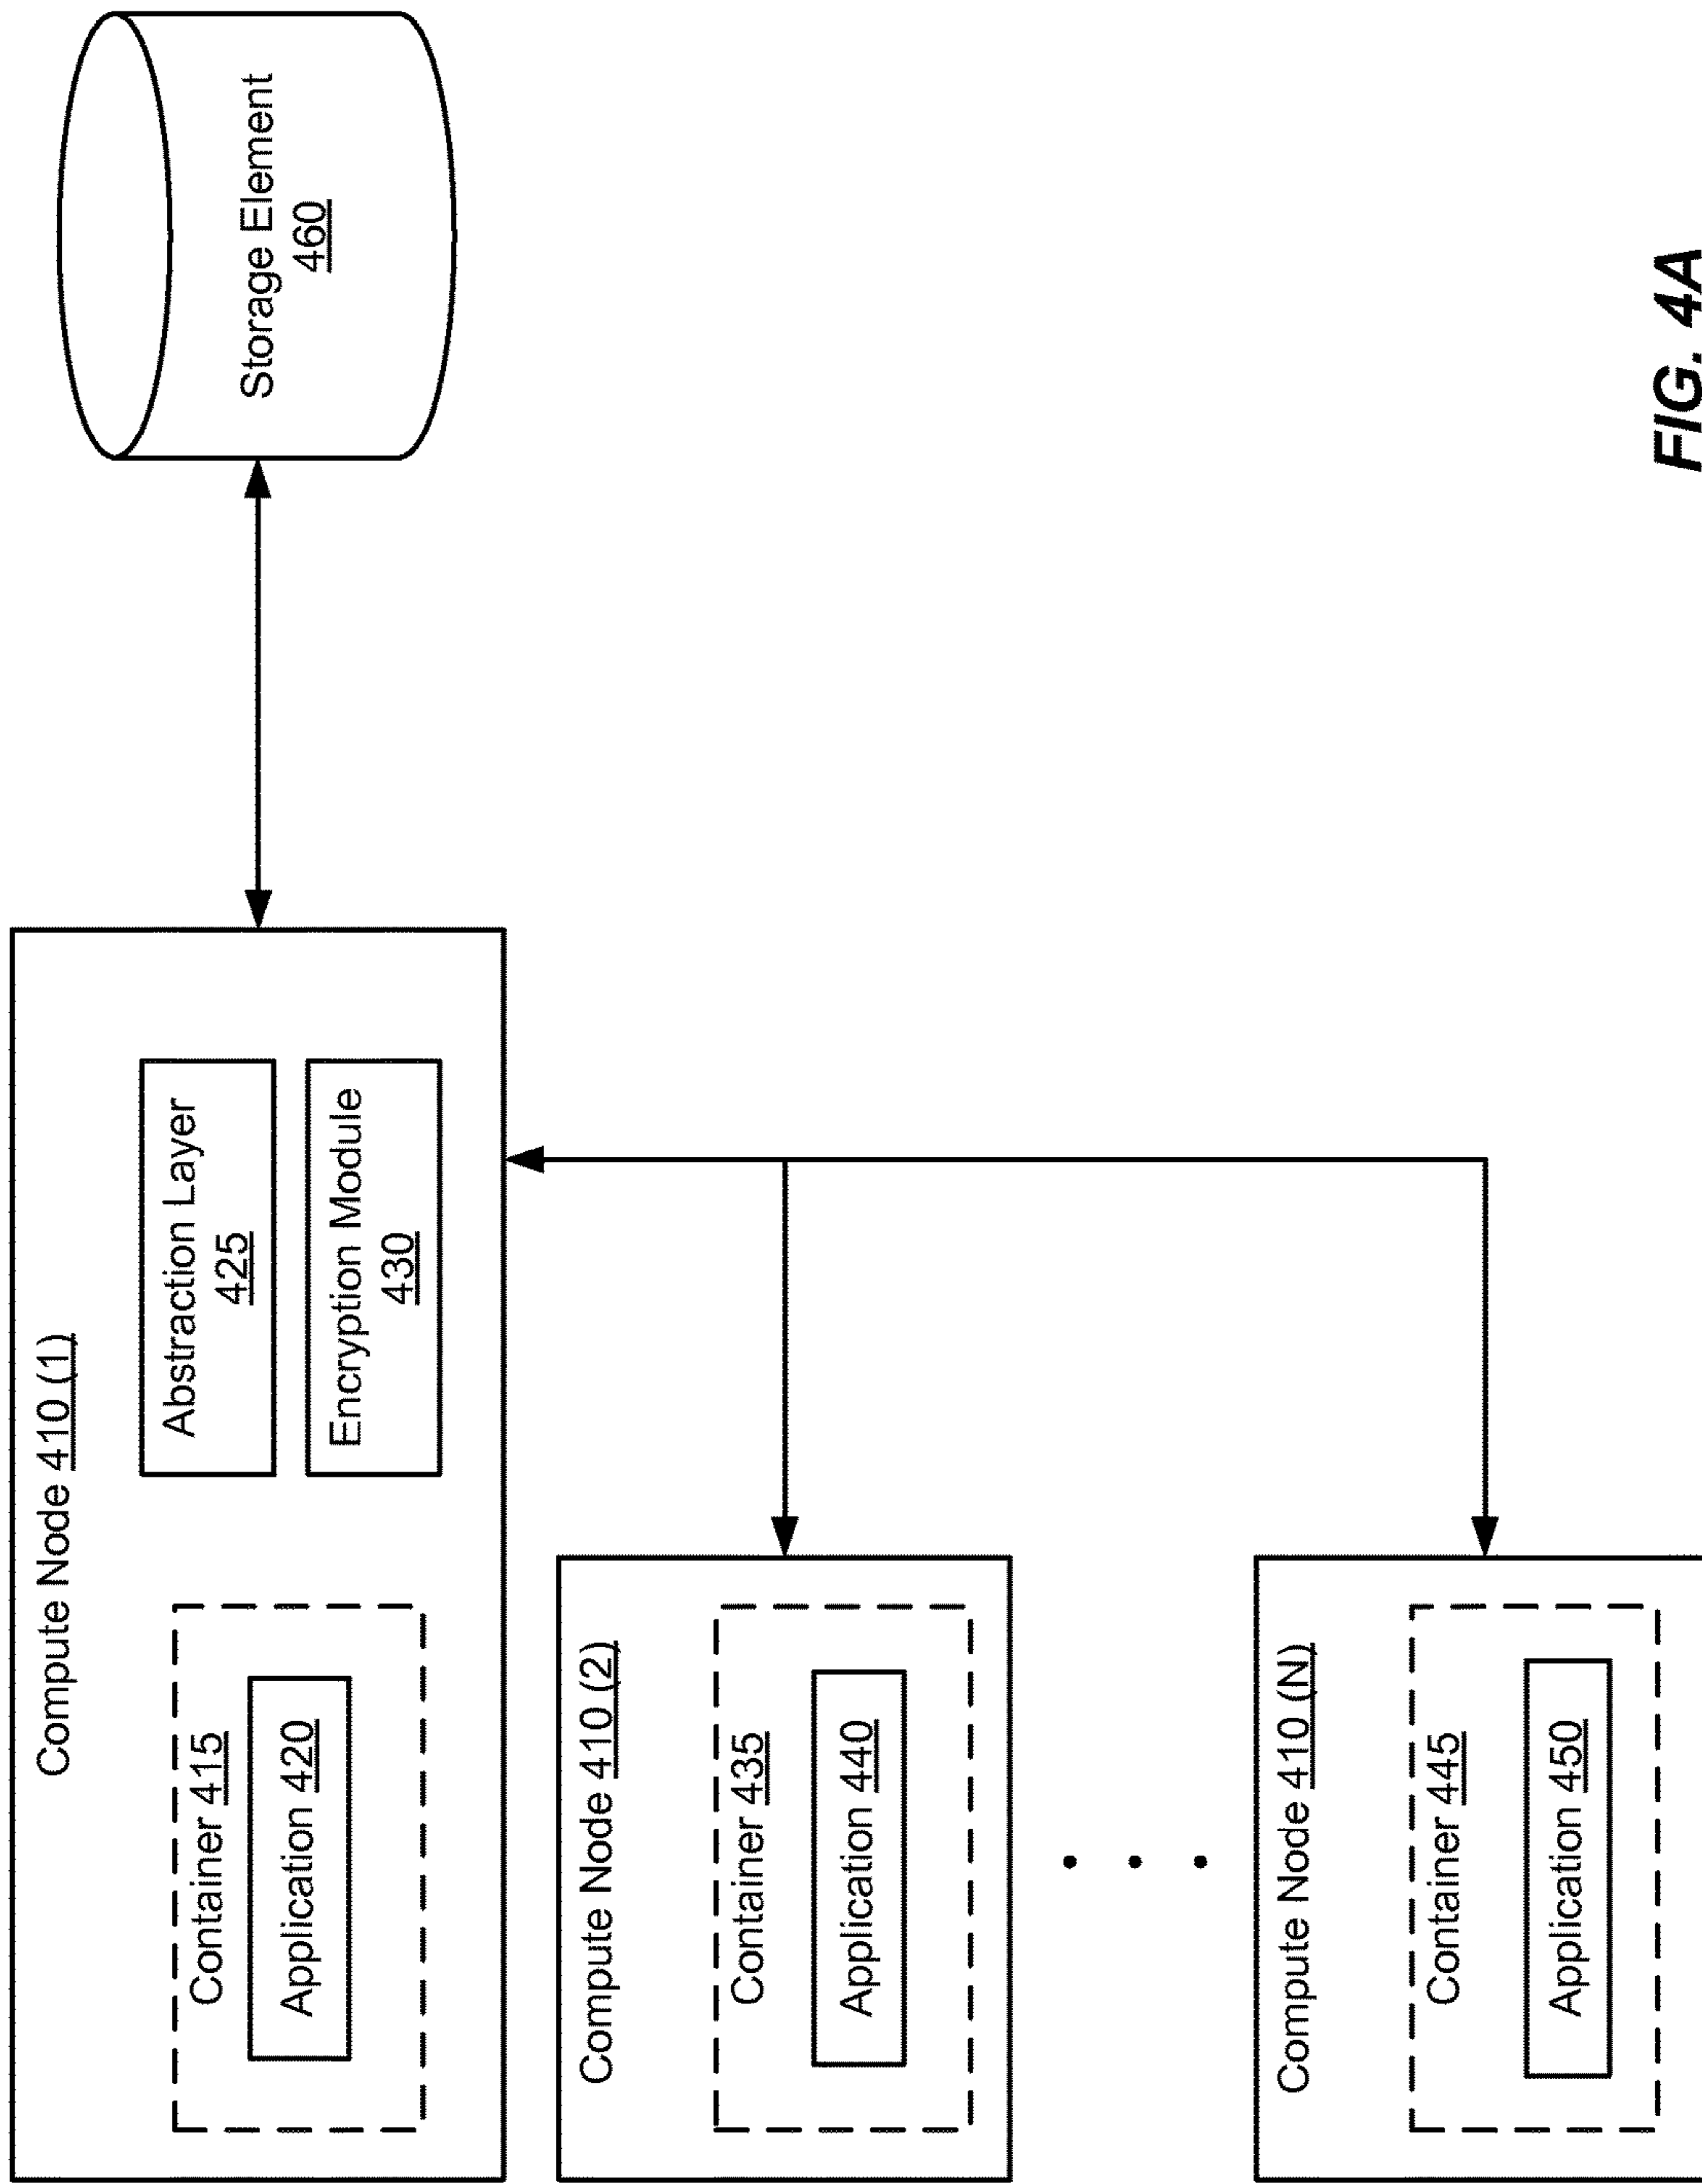 Compute Node 410 (1)
Container 415
Application 420
Abstraction Layer
425
Encryption Module
430
Storage Element
460
Compute Node 410 (2)
Container 435
Application 440
Compute Node 410 (N)
Container 445
Application 450
FIG. 4A